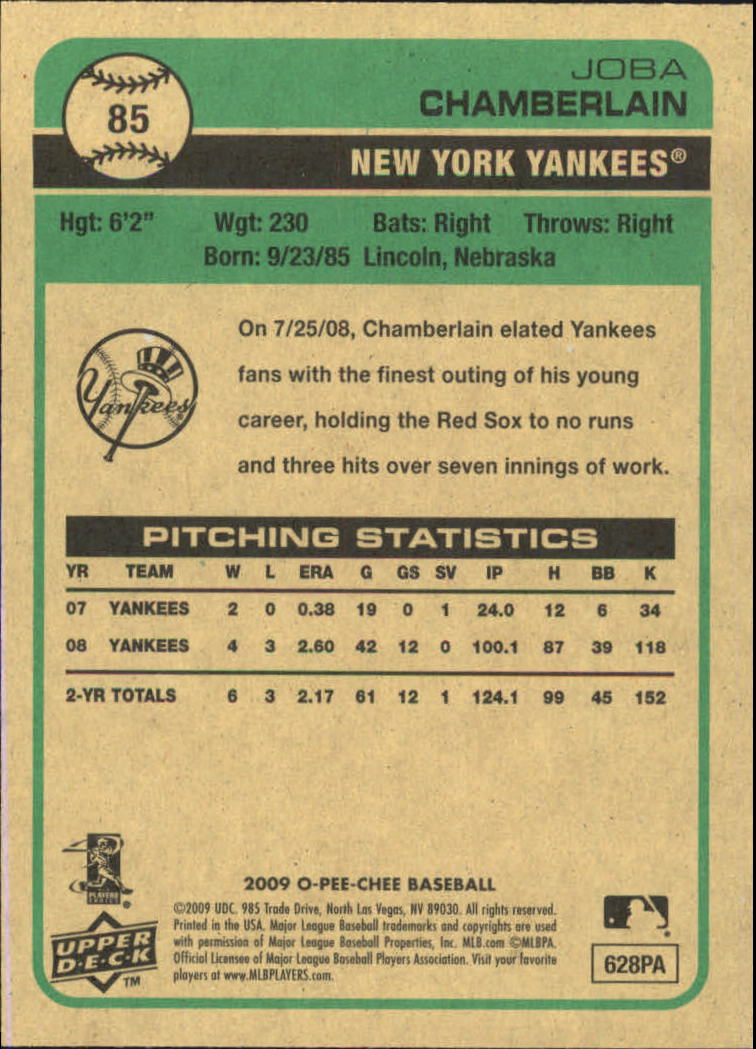 85
JOBA
CHAMBERLAIN
NEW YORK YANKEES®
Hgt: 6'2" Wgt: 230 Bats: Right Throws: Right
Born: 9/23/85 Lincoln, Nebraska
Yankees
On 7/25/08, Chamberlain elated Yankees
fans with the finest outing of his young
career, holding the Red Sox to no runs
and three hits over seven innings of work.
PITCHING STATISTICS
YR TEAM W L ERA G GS SV IP H BB K
07 YANKEES 2 0 0.38 19 0 1 24.0 12 6 34
08 YANKEES 4 3 2.60 42 12 0 100.1 87 39 118
2-YR TOTALS 6 3 2.17 61 12 1 124.1 99 45 152
PLAYERS
CHOICE
®
UPPER
D·E·C·K
TM
2009 O-PEE-CHEE BASEBALL
©2009 UDC. 985 Trade Drive, North Las Vegas, NV 89030. All rights reserved.
Printed in the USA. Major League Baseball trademarks and copyrights are used
with permission of Major League Baseball Properties, Inc. MLB.com ©MLBPA.
Official Licensee of Major League Baseball Players Association. Visit your favorite
players at www.MLBPLAYERS.com.
628PA